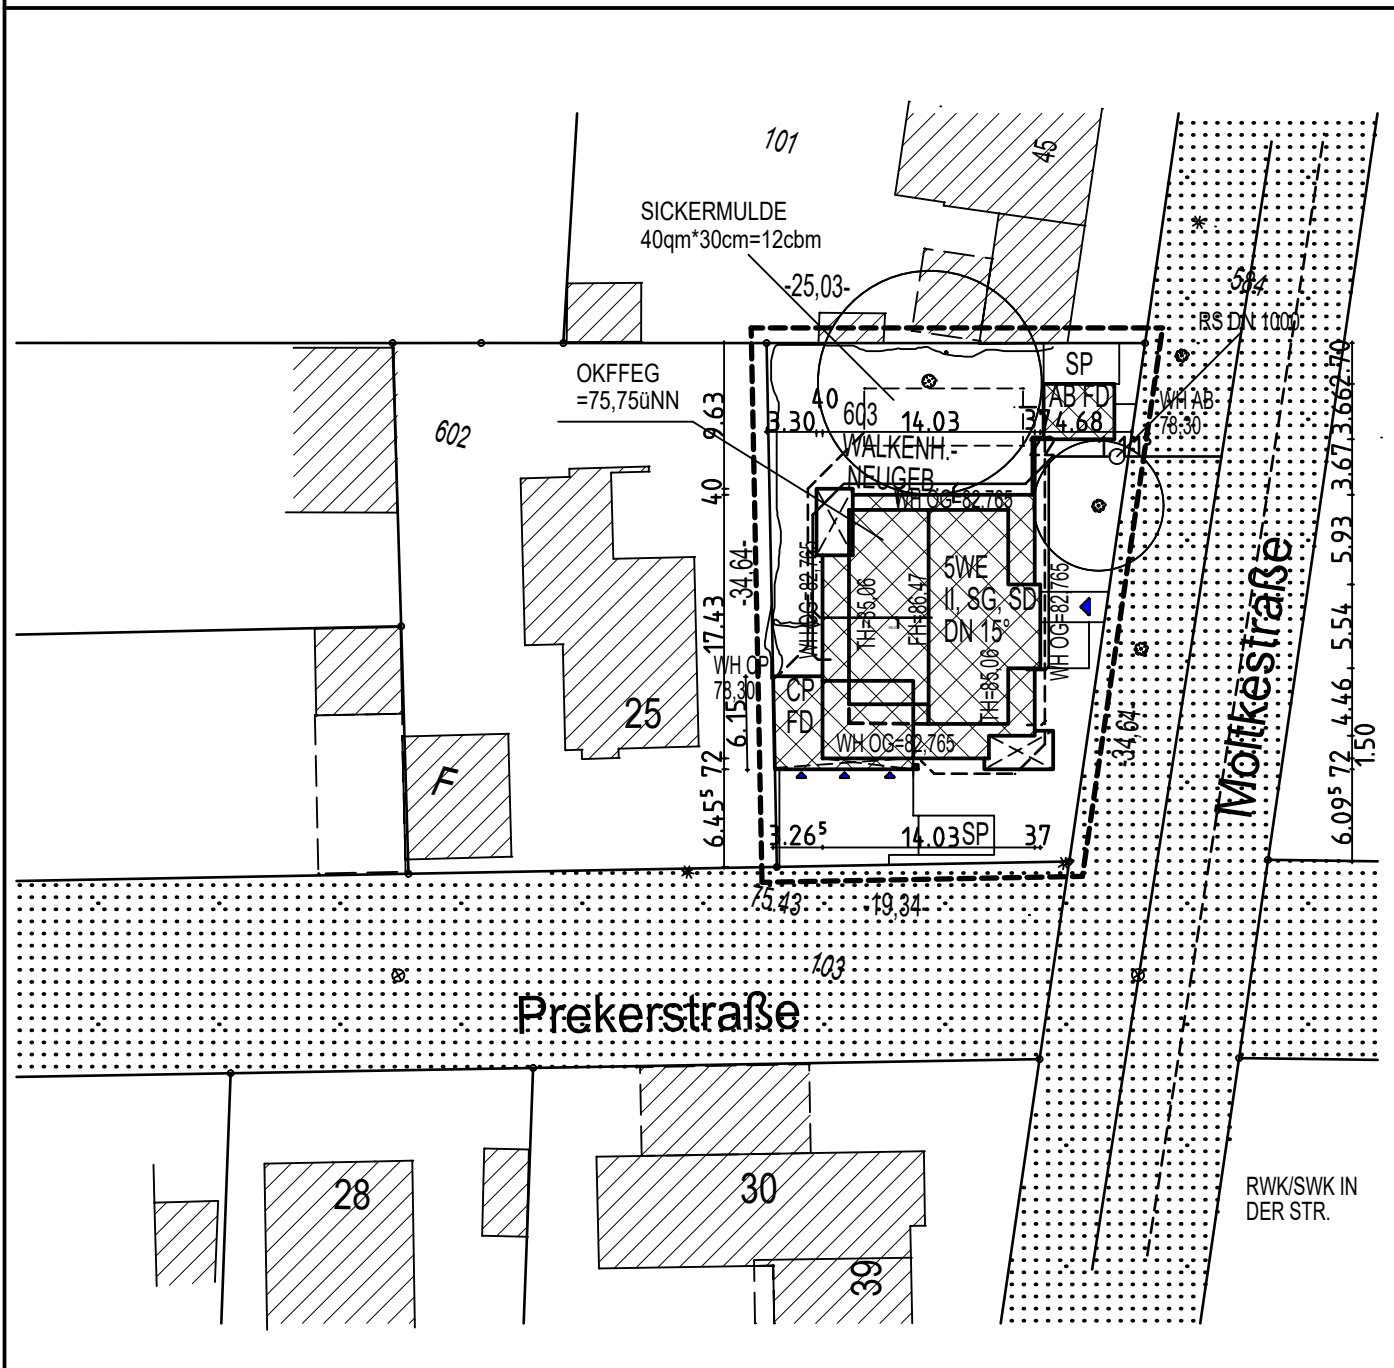 101
45
SICKERMULDE
40qm*30cm=12cbm
-25,03-
584
RS DN 1000
SP
OKFFEG
=75,75üNN
AB FD
WH AB
78,30
602
3.30
40
603
14.03
37
4.68
WALKENH.-
NEUGEB.
WH OG=82,765
9.63
40
17.43
6.15
72
6.45⁵
-34,64-
WH OG=82,765
TH=85,06
FH=86,47
5WE
II, SG, SD
DN 15°
TH=85,06
WH OG=82,765
WH CP
78,30
CP
FD
WH OG=82,765
25
F
3.26⁵
14.03
SP
37
-34,64-
Moltkestraße
2.70
3.66
3.67
5.93
5.54
4.46
72
1.50
6.09⁵
75.43
-19,34-
103
Prekerstraße
28
30
39
RWK/SWK IN
DER STR.